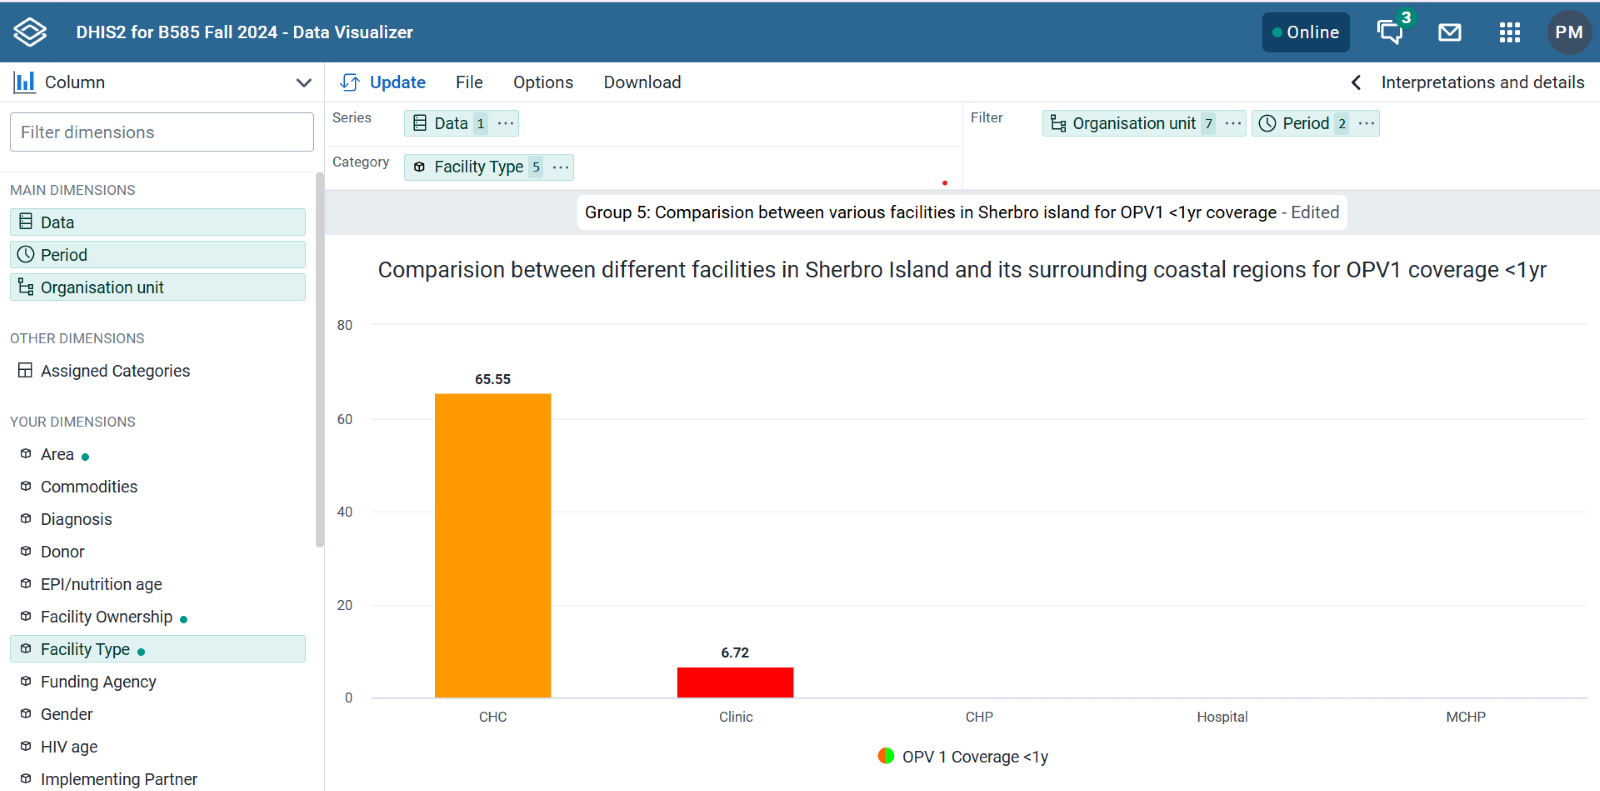 DHIS2 for B585 Fall 2024 - Data Visualizer
Online
3
PM
Column
Update File Options Download
Interpretations and details
Filter dimensions
Series
Data 1 ...
Filter
Organisation unit 7 ...
Period 2 ...
Category
Facility Type 5 ...
MAIN DIMENSIONS
Data
Period
Organisation unit
OTHER DIMENSIONS
Assigned Categories
YOUR DIMENSIONS
Area
Commodities
Diagnosis
Donor
EPI/nutrition age
Facility Ownership
Facility Type
Funding Agency
Gender
HIV age
Implementing Partner
Group 5: Comparision between various facilities in Sherbro island for OPV1 <1yr coverage - Edited
Comparision between different facilities in Sherbro Island and its surrounding coastal regions for OPV1 coverage <1yr
80
60
40
20
0
65.55
6.72
CHC Clinic CHP Hospital MCHP
OPV 1 Coverage <1y